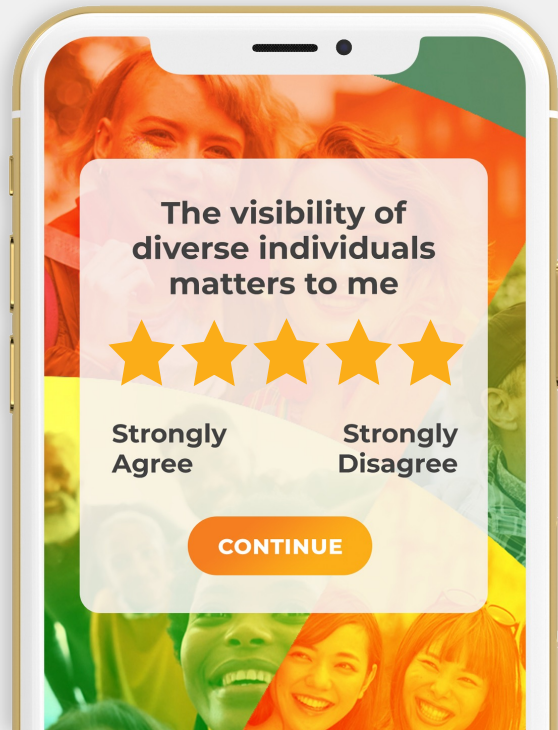 The visibility of
diverse individuals
matters to me
Strongly Strongly
Agree Disagree
CONTINUE